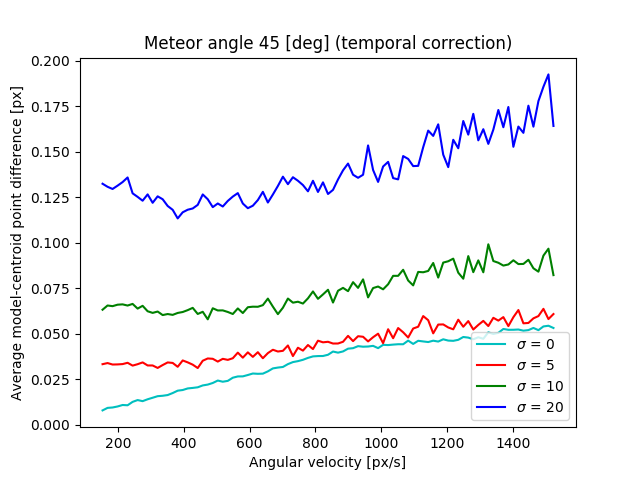 Meteor angle 45 [deg] (temporal correction)
Average model-centroid point difference [px]
0.200
0.175
0.150
0.125
0.100
0.075
0.050
0.025
0.000
σ = 0
σ = 5
σ = 10
σ = 20
200 400 600 800 1000 1200 1400
Angular velocity [px/s]